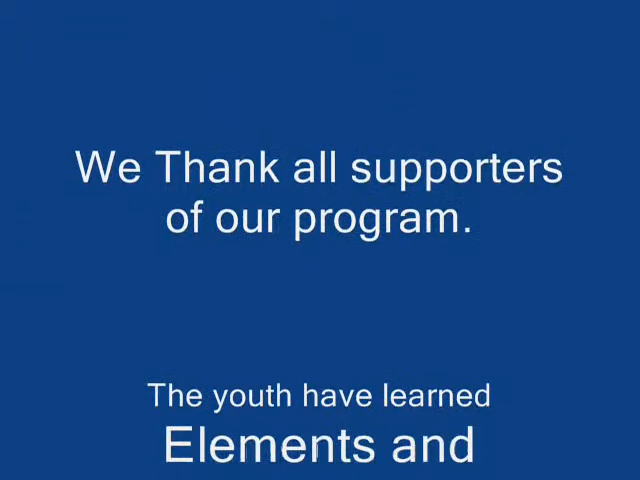 We Thank all supporters
of our program.
The youth have learned
Elements and